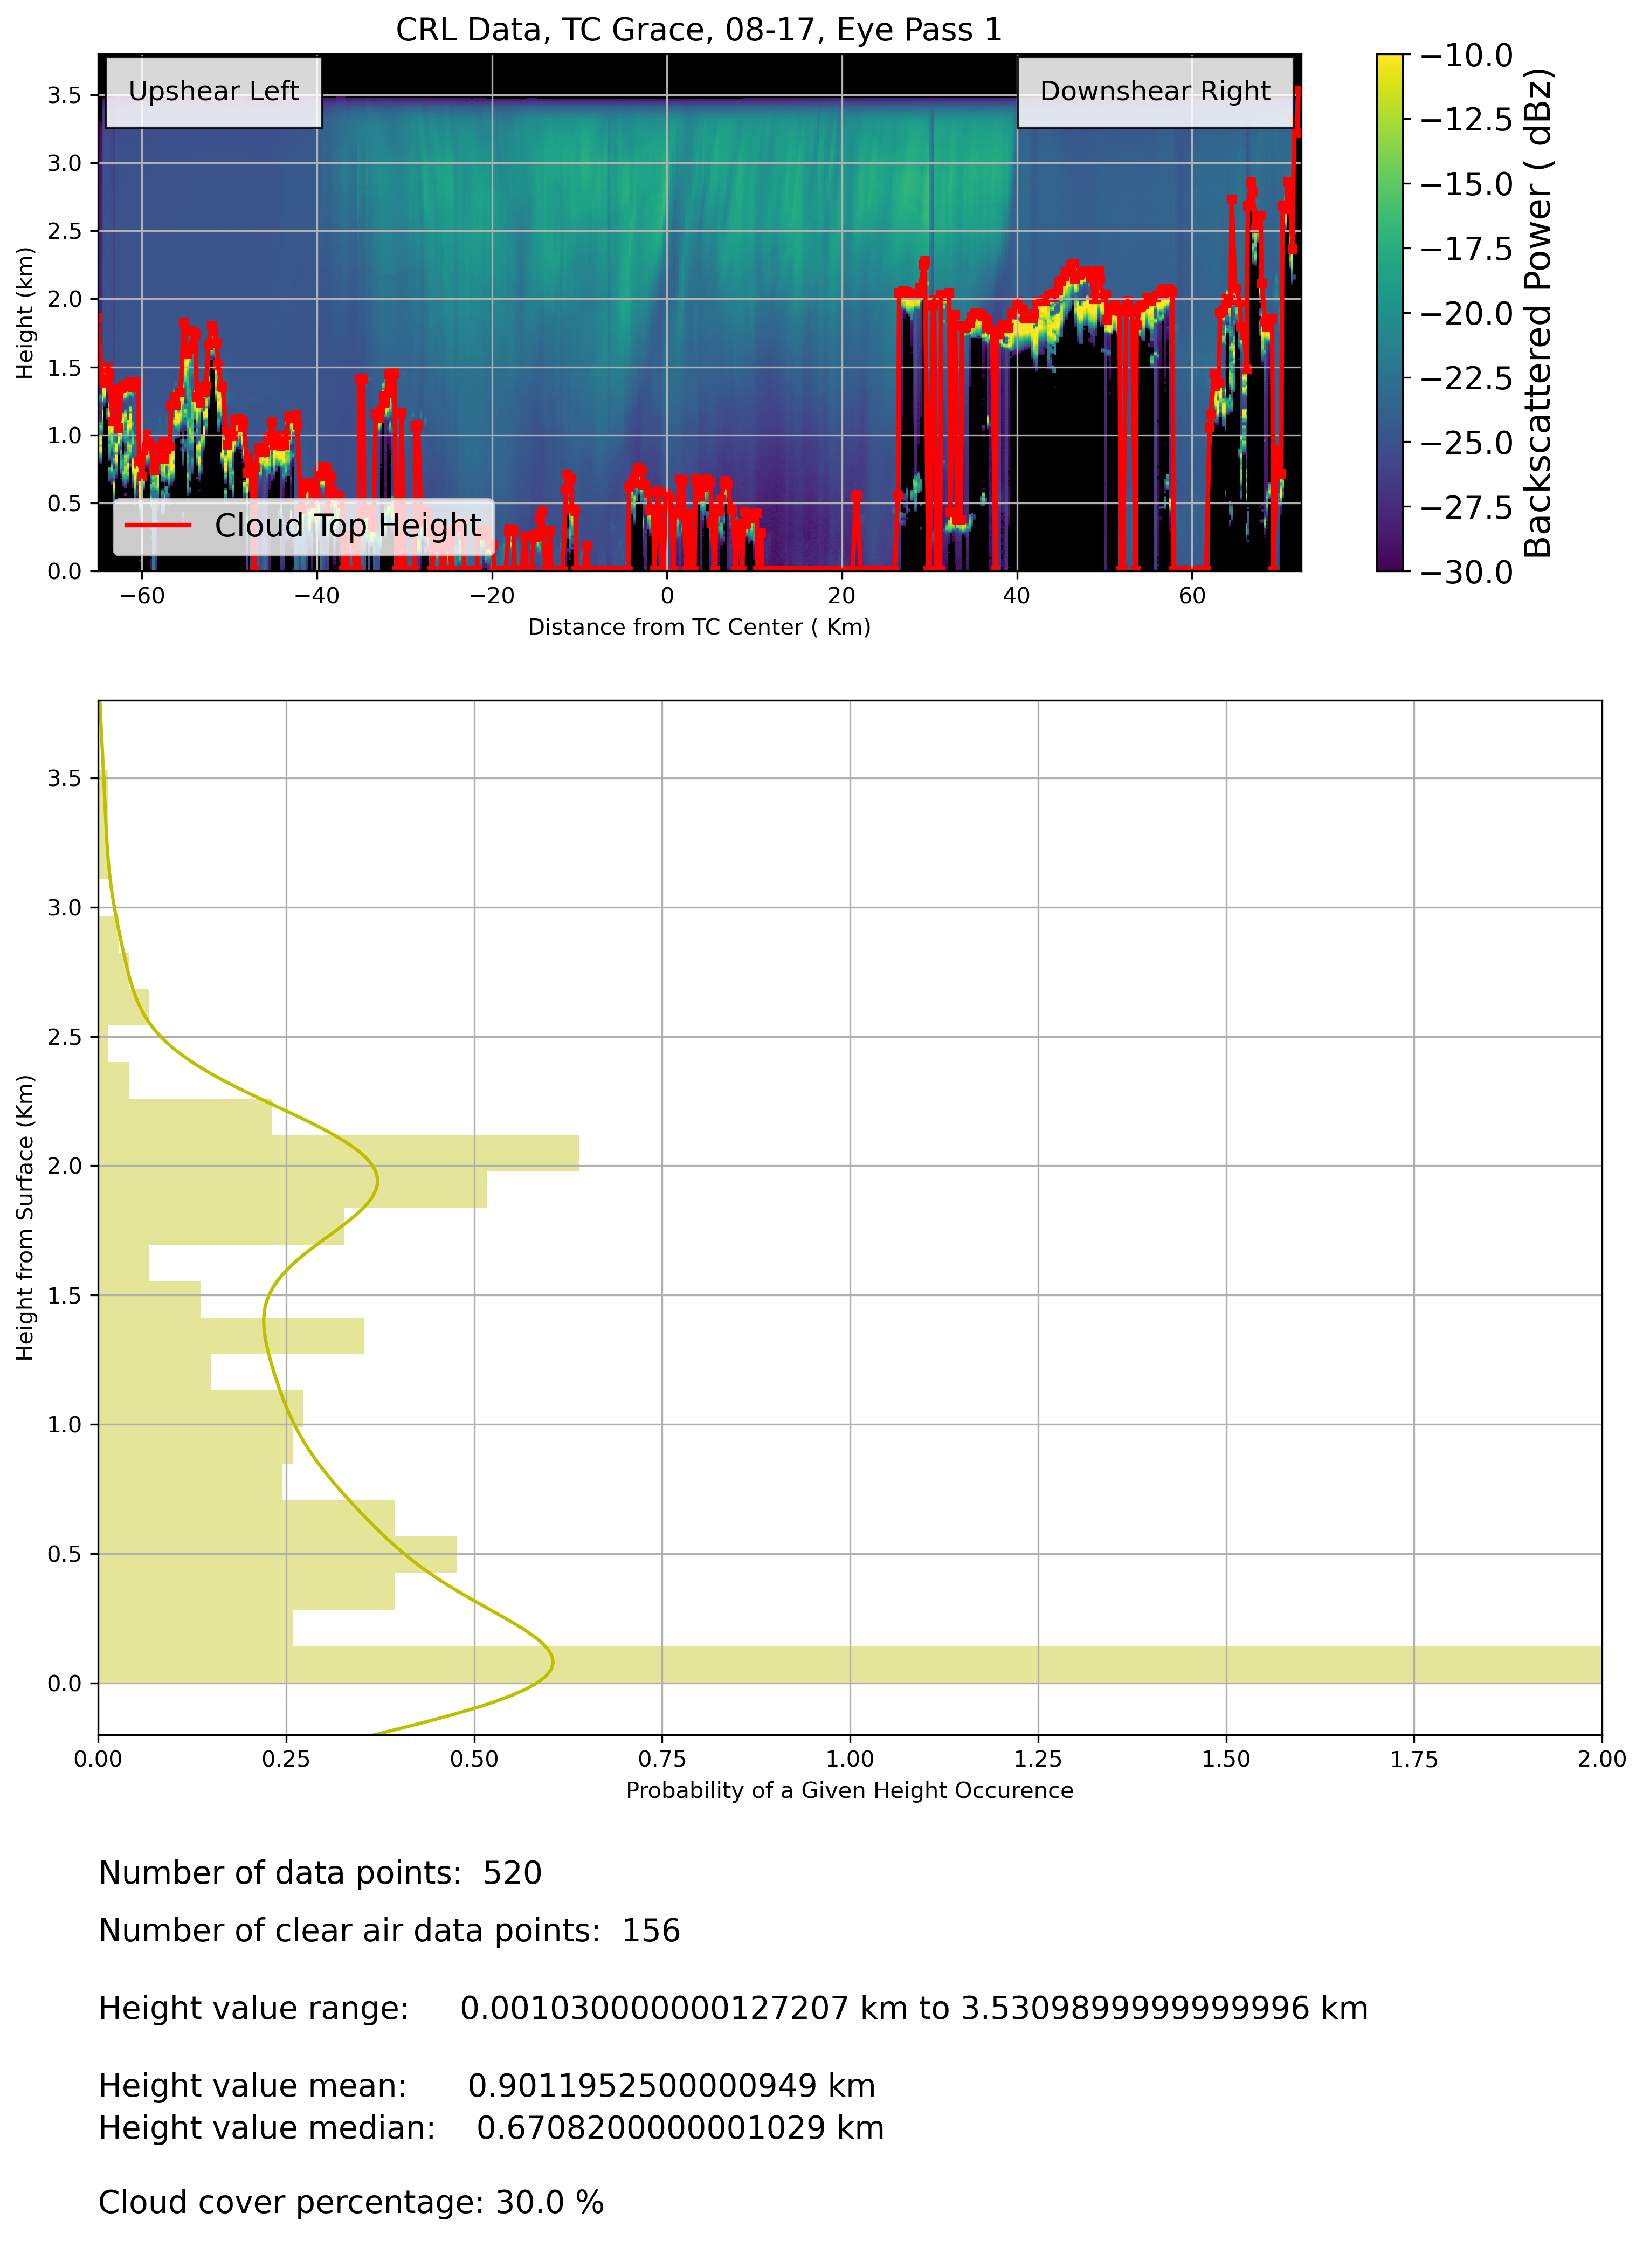 CRL Data, TC Grace, 08-17, Eye Pass 1
Upshear Left
Downshear Right
Cloud Top Height
Height (km)
3.5
3.0
2.5
2.0
1.5
1.0
0.5
0.0
−60
−40
−20
0
20
40
60
Distance from TC Center ( Km)
−10.0
−12.5
−15.0
−17.5
−20.0
−22.5
−25.0
−27.5
−30.0
Backscattered Power ( dBz)
Height from Surface (Km)
3.5
3.0
2.5
2.0
1.5
1.0
0.5
0.0
0.00
0.25
0.50
0.75
1.00
1.25
1.50
1.75
2.00
Probability of a Given Height Occurence
Number of data points:  520
Number of clear air data points:  156
Height value range:     0.001030000000127207 km to 3.5309899999999996 km
Height value mean:      0.9011952500000949 km
Height value median:    0.6708200000001029 km
Cloud cover percentage: 30.0 %